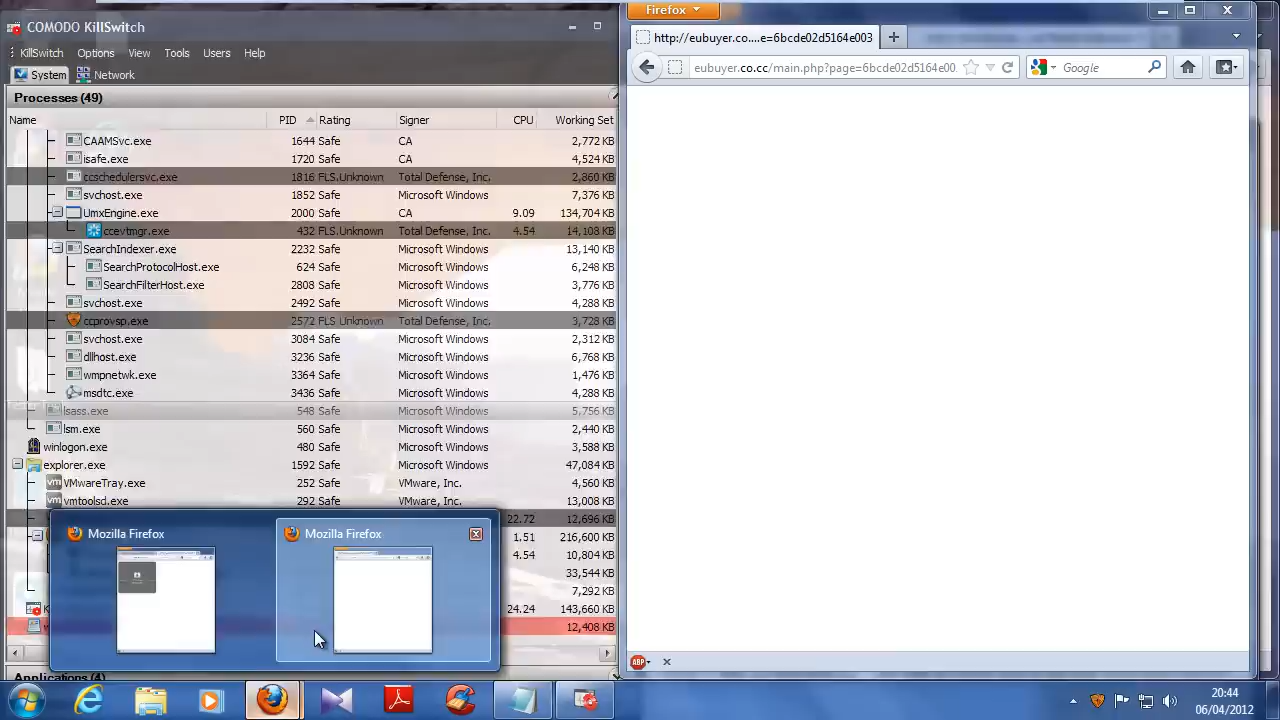 COMODO KillSwitch
KillSwitch Options View Tools Users Help
System Network
Processes (49)
Name PID Rating Signer CPU Working Set
CAAMSvc.exe 1644 Safe CA 2,772 KB
isafe.exe 1720 Safe CA 4,524 KB
ccschedulersvc.exe 1816 FLS.Unknown Total Defense, Inc. 2,860 KB
svchost.exe 1852 Safe Microsoft Windows 7,376 KB
UmxEngine.exe 2000 Safe CA 9.09 134,704 KB
ccevtmgr.exe 432 FLS.Unknown Total Defense, Inc. 4.54 14,108 KB
SearchIndexer.exe 2232 Safe Microsoft Windows 13,140 KB
SearchProtocolHost.exe 624 Safe Microsoft Windows 6,248 KB
SearchFilterHost.exe 2808 Safe Microsoft Windows 3,776 KB
svchost.exe 2492 Safe Microsoft Windows 4,288 KB
ccprovsp.exe 2572 FLS.Unknown Total Defense, Inc. 3,728 KB
svchost.exe 3084 Safe Microsoft Windows 2,312 KB
dllhost.exe 3236 Safe Microsoft Windows 6,768 KB
wmpnetwk.exe 3364 Safe Microsoft Windows 1,476 KB
msdtc.exe 3436 Safe Microsoft Windows 4,288 KB
lsass.exe 548 Safe Microsoft Windows 5,756 KB
lsm.exe 560 Safe Microsoft Windows 2,440 KB
winlogon.exe 480 Safe Microsoft Windows 3,588 KB
explorer.exe 1592 Safe Microsoft Windows 47,084 KB
VMwareTray.exe 252 Safe VMware, Inc. 4,560 KB
vmtoolsd.exe 292 Safe VMware, Inc. 13,008 KB
22.72 12,696 KB
1.51 216,600 KB
4.54 10,804 KB
33,544 KB
7,292 KB
24.24 143,660 KB
12,408 KB
Applications (4)
Mozilla Firefox Mozilla Firefox
Firefox
http://eubuyer.co....e=6bcde02d5164e003
eubuyer.co.cc/main.php?page=6bcde02d5164e00
Google
ABP
20:44
06/04/2012